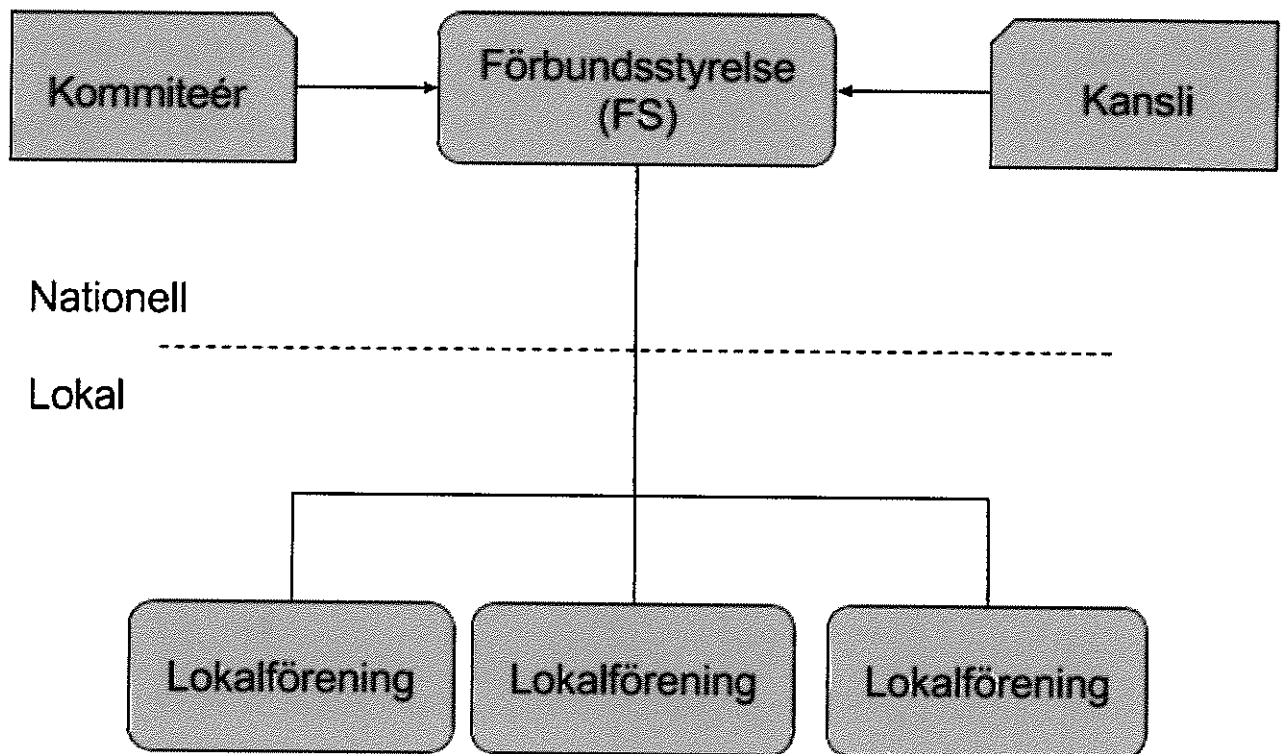 Kommiteér
Förbundsstyrelse
(FS)
Kansli
Nationell
Lokal
Lokalförening
Lokalförening
Lokalförening